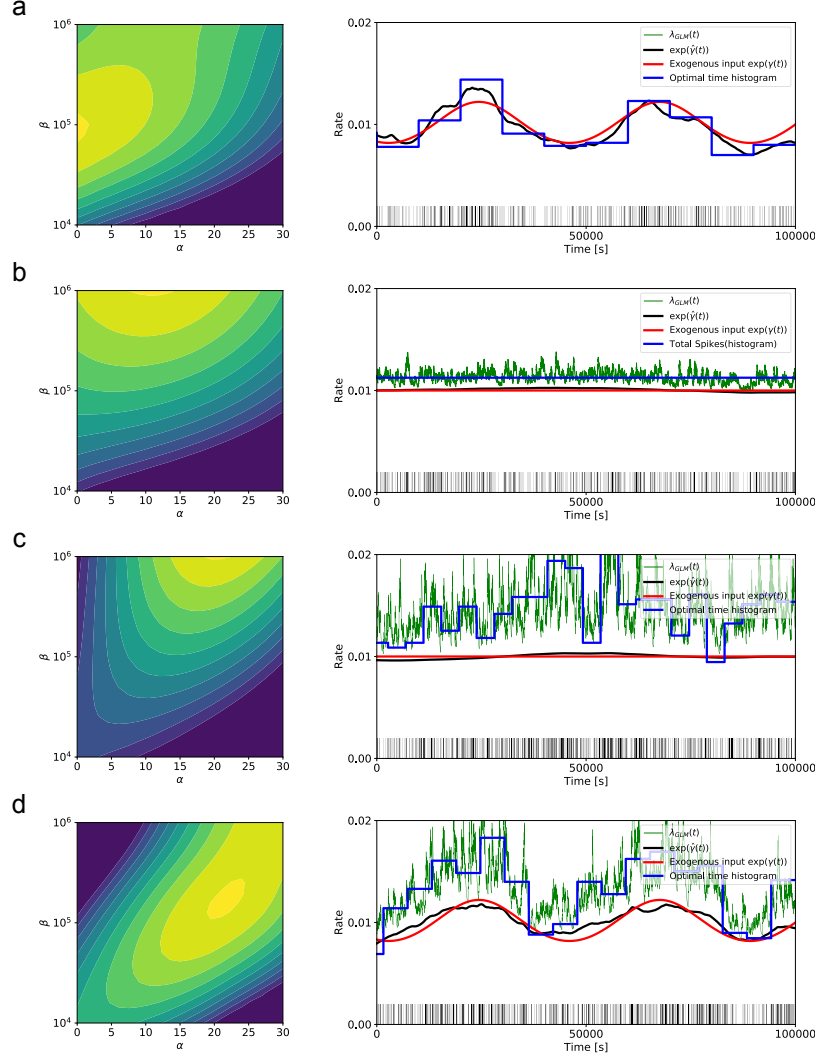 a
10⁶
10⁵
10⁴
β
0 5 10 15 20 25 30
α
0.02
0.01
0.00
Rate
λGLM(t)
exp(ŷ(t))
Exogenous input exp(y(t))
Optimal time histogram
0 50000 100000
Time [s]
b
10⁶
10⁵
10⁴
β
0 5 10 15 20 25 30
α
0.02
0.01
0.00
Rate
λGLM(t)
exp(ŷ(t))
Exogenous input exp(y(t))
Total Spikes(histogram)
0 50000 100000
Time [s]
c
10⁶
10⁵
10⁴
β
0 5 10 15 20 25 30
α
0.02
0.01
0.00
Rate
λGLM(t)
exp(ŷ(t))
Exogenous input exp(y(t))
Optimal time histogram
0 50000 100000
Time [s]
d
10⁶
10⁵
10⁴
β
0 5 10 15 20 25 30
α
0.02
0.01
0.00
Rate
λGLM(t)
exp(ŷ(t))
Exogenous input exp(y(t))
Optimal time histogram
0 50000 100000
Time [s]